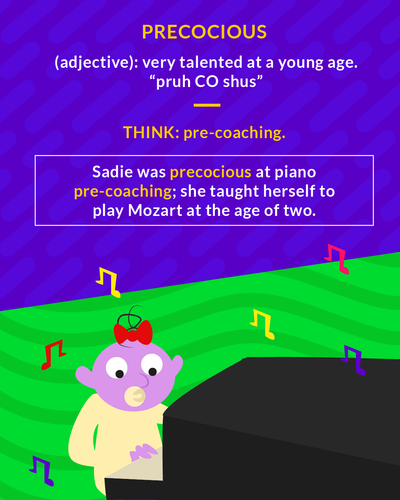 PRECOCIOUS
(adjective): very talented at a young age.
“pruh CO shus”
THINK: pre-coaching.
Sadie was precocious at piano
pre-coaching; she taught herself to
play Mozart at the age of two.